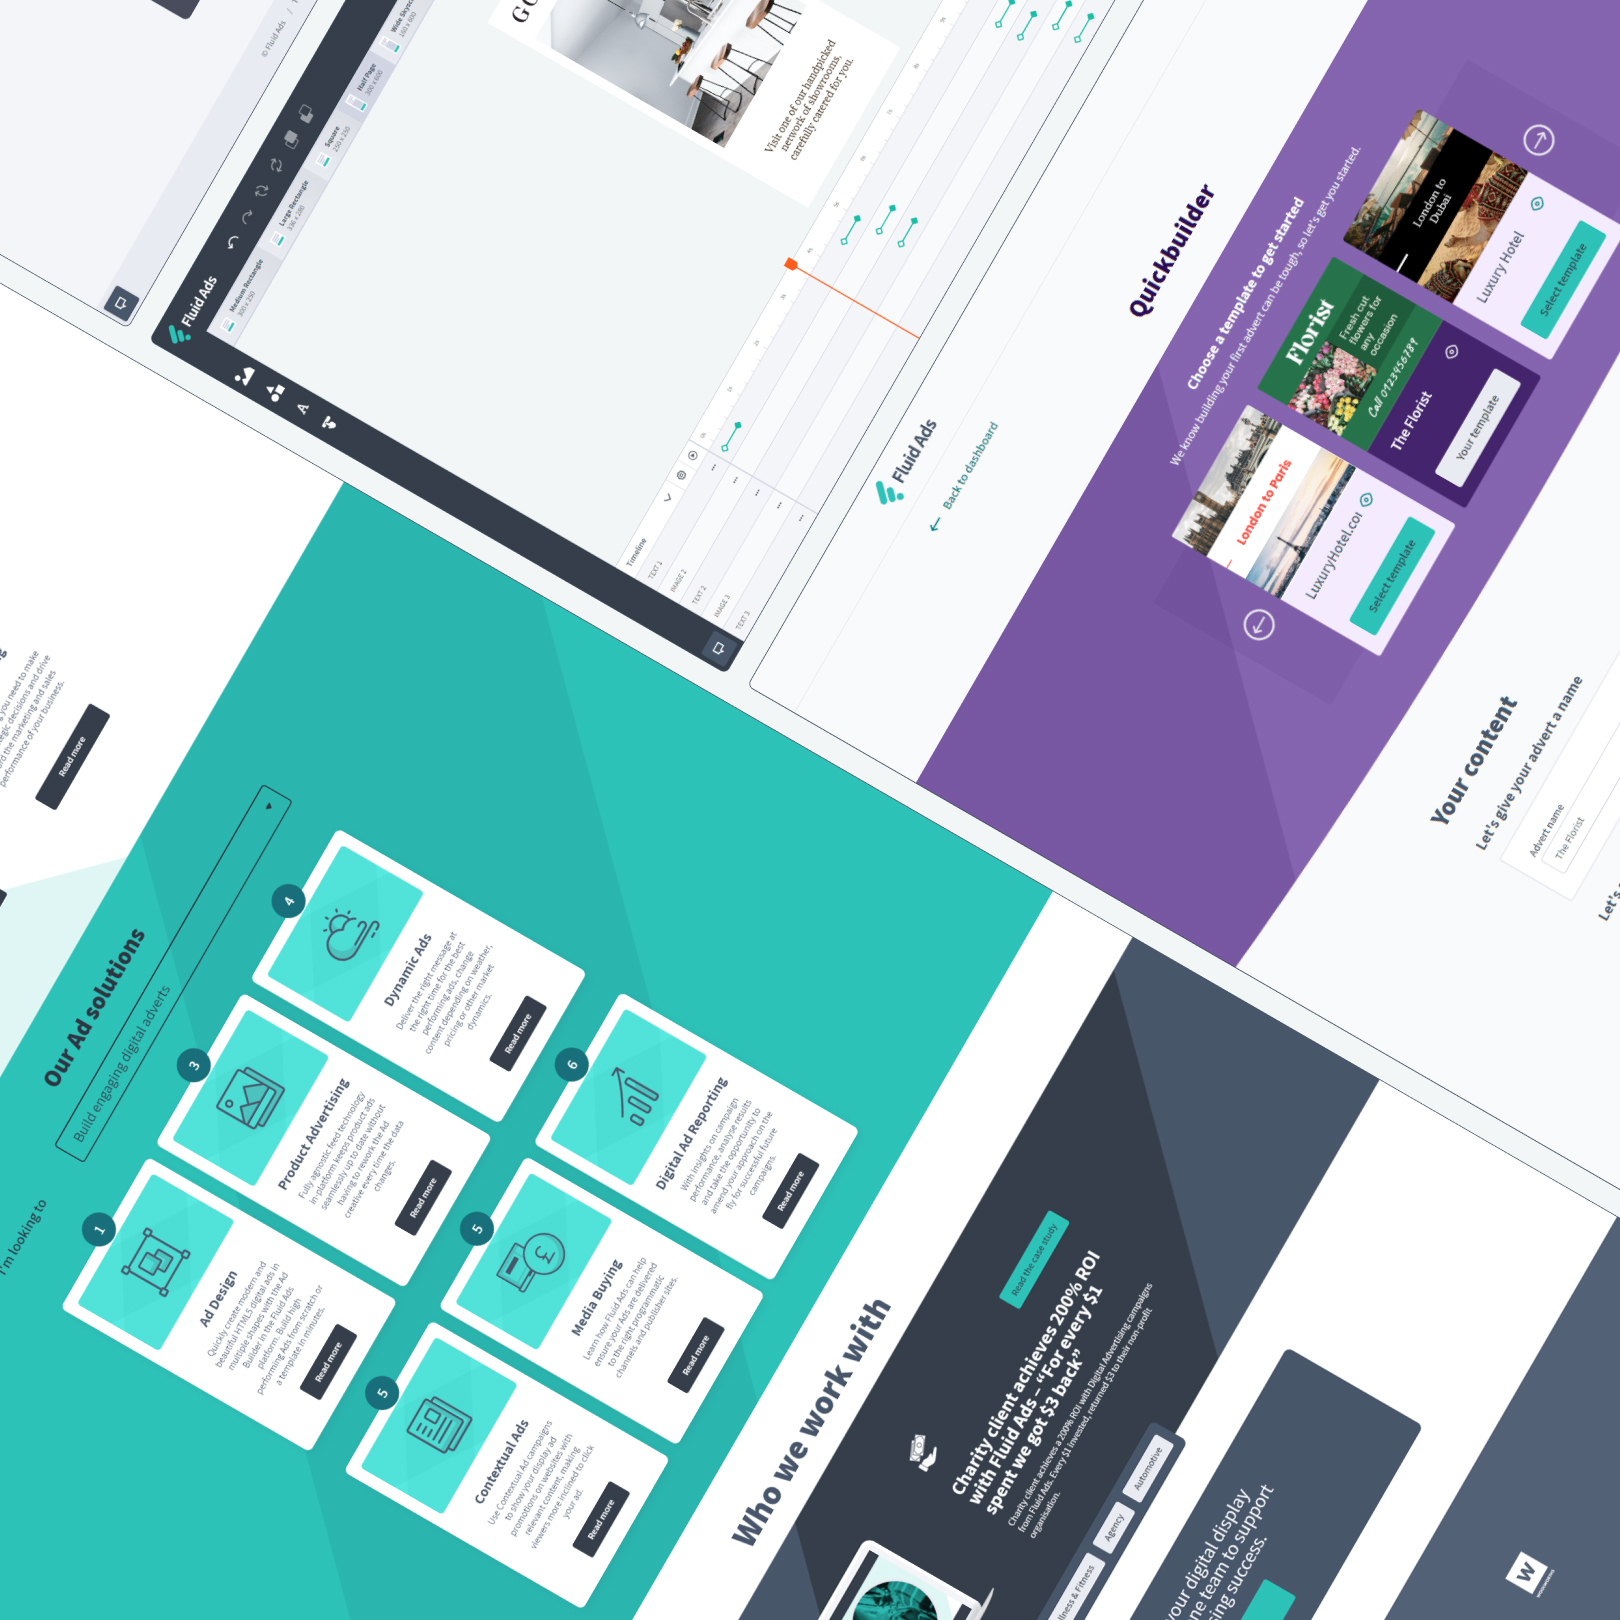 © Fluid Ads /
Fluid Ads
Medium Rectangle
300 x 250
Large Rectangle
336 x 280
Square
250 x 250
Half Page
300 x 600
Wide Skyscr
160 x 600
A
Visit one of our handpicked
network of showrooms,
carefully catered for you.
Timeline
TEXT 1
IMAGE 2
TEXT 2
IMAGE 3
TEXT 3
Fluid Ads
Back to dashboard
Quickbuilder
Choose a template to get started
We know building your first advert can be tough, so let's get you started.
London to Paris
LuxuryHotel.co
Select template
Florist
Fresh cut
flowers for
any
occasion
Call 0123456789
The Florist
Your template
London to
Dubai
Luxury Hotel
Select template
Your content
Let's give your advert a name
Advert name
The Florist
Let's
you need to make
egic decisions and drive
rd the marketing and sales
performance of your business.
Read more
Our Ad solutions
I'm looking to
Build engaging digital adverts
1
Ad Design
Quickly create modern and
beautiful HTML5 digital ads in
multiple shapes with the Ad
Builder in the Fluid Ads
platform. Build high
performing Ads from scratch or
a template in minutes.
Read more
3
Product Advertising
Fully agnostic feed technology
in-platform keeps product ads
seamlessly up to date without
having to rework the Ad
creative every time the data
changes.
Read more
4
Dynamic Ads
Deliver the right message at
the right time for the best
performing ads, change
content depending on weather,
pricing or other market
dynamics.
Read more
5
Contextual Ads
Use Contextual Ad campaigns
to show your display ad
promotions on websites with
relevant content, making
viewers more inclined to click
your ad.
Read more
5
Media Buying
Learn how Fluid Ads can help
ensure your Ads are delivered
to the right programmatic
channels and publisher sites.
Read more
6
Digital Ad Reporting
With insights on campaign
performance, analyse results
and take the opportunity to
amend your approach on the
fly for successful future
campaigns.
Read more
Who we work with
Charity client achieves 200% ROI
with Fluid Ads – “For every $1
spent we got $3 back”
Charity client achieves a 200% ROI with Digital Advertising campaigns
from Fluid Ads. Every $1 invested, returned $3 to their non-profit
organisation.
Read the case study
llness & Fitness
Agency
Automotive
your digital display
ne team to support
ing success.
W